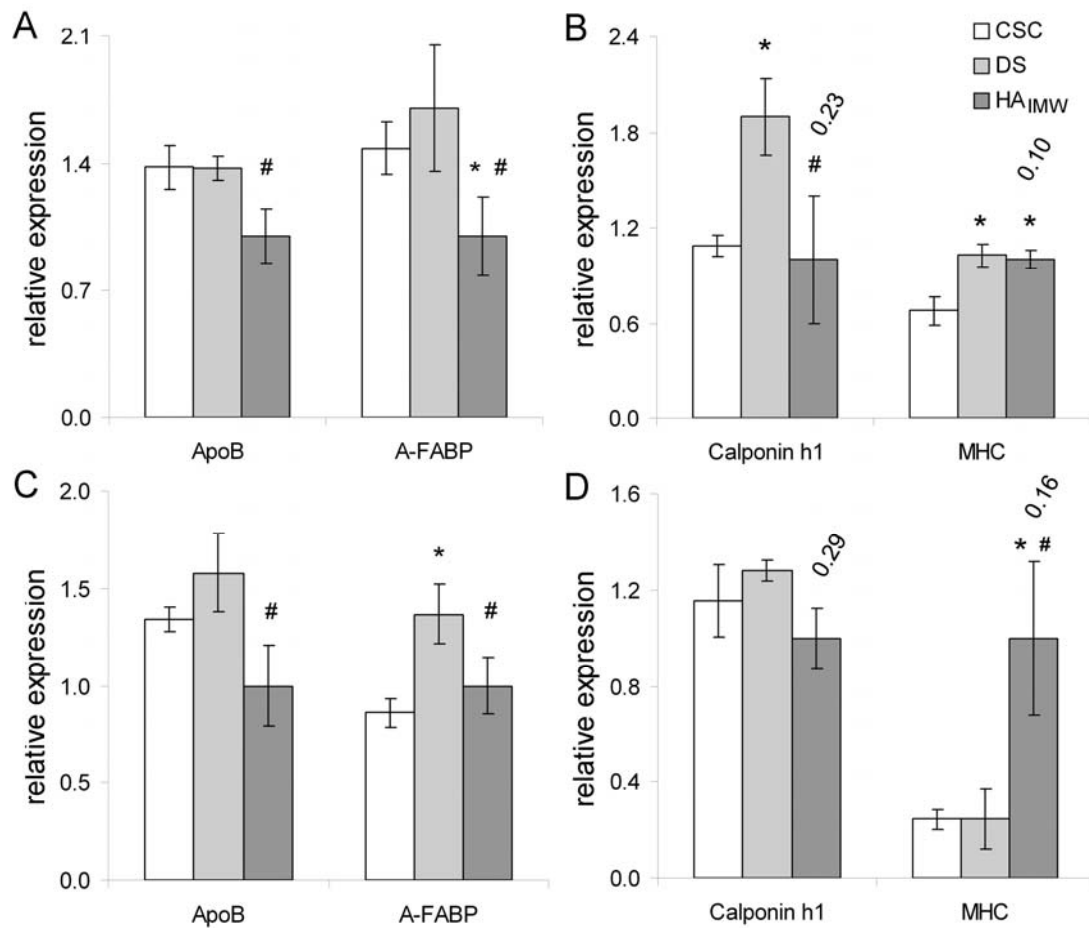 A
relative expression
2.1
1.4
0.7
0.0
#
* #
ApoB
A-FABP
B
relative expression
2.4
1.8
1.2
0.6
0.0
*
0.23
#
0.10
*
*
CSC
DS
HAIMW
Calponin h1
MHC
C
relative expression
2.0
1.5
1.0
0.5
0.0
#
*
#
ApoB
A-FABP
D
relative expression
1.6
1.2
0.8
0.4
0.0
0.29
0.16
* #
Calponin h1
MHC